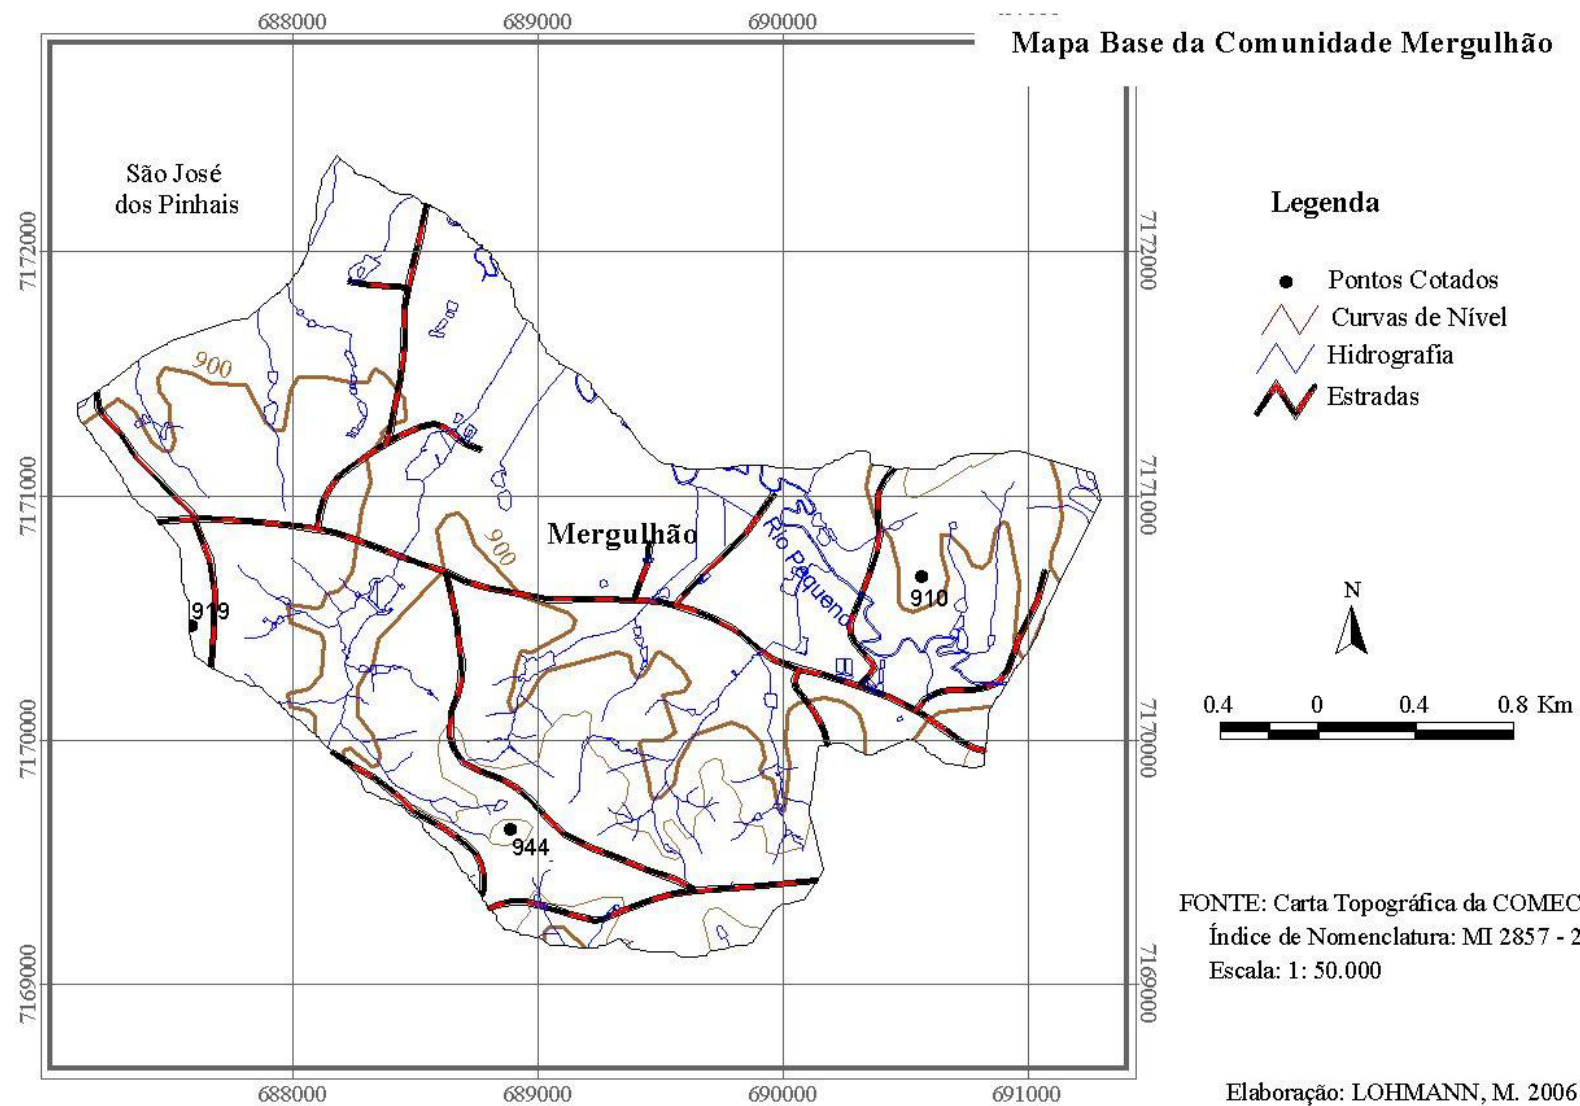 688000
689000
690000
Mapa Base da Comunidade Mergulhão
São José
dos Pinhais
7172000
7172000
Legenda
Pontos Cotados
Curvas de Nível
Hidrografia
Estradas
900
7171000
7171000
Mergulhão
900
Rio Pequeno
910
919
N
0.4 0 0.4 0.8 Km
7170000
7170000
944
FONTE: Carta Topográfica da COMEC
Índice de Nomenclatura: MI 2857 - 2
Escala: 1: 50.000
7169000
7169000
688000
689000
690000
691000
Elaboração: LOHMANN, M. 2006